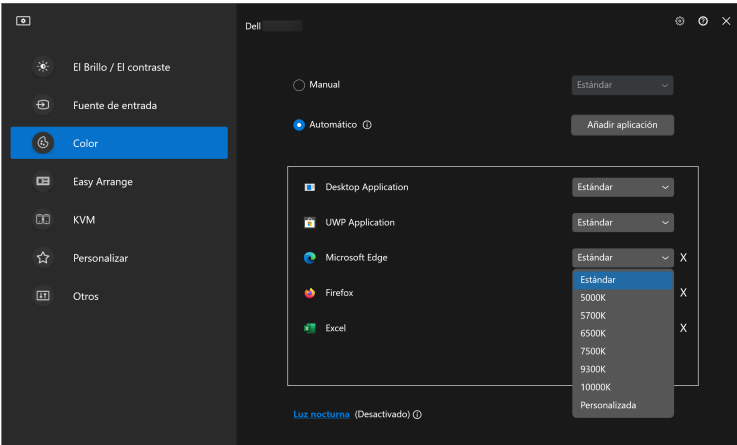 Dell
El Brillo / El contraste
Fuente de entrada
Color
Easy Arrange
KVM
Personalizar
Otros
Manual
Estándar
Automático
Añadir aplicación
Desktop Application
Estándar
UWP Application
Estándar
Microsoft Edge
Estándar
X
Firefox
X
Excel
X
Estándar
5000K
5700K
6500K
7500K
9300K
10000K
Personalizada
Luz nocturna (Desactivado)